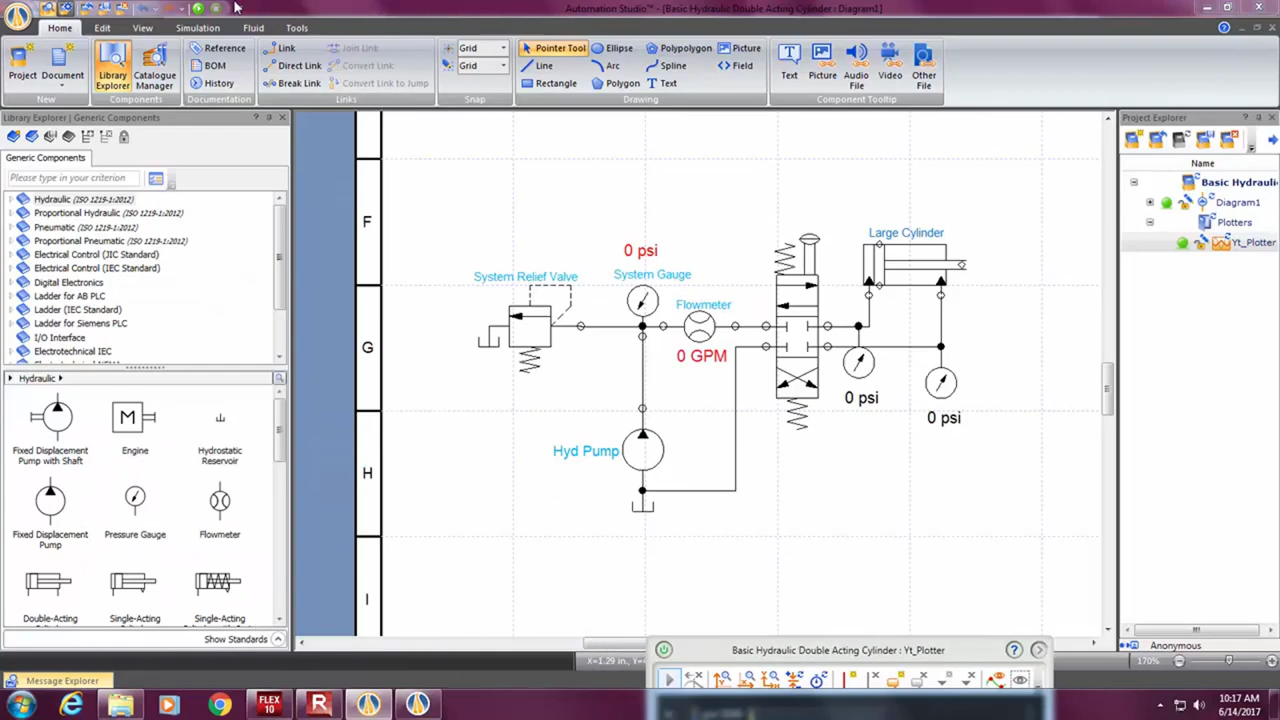 Automation Studio™ - [Basic Hydraulic Double Acting Cylinder : Diagram1]
Home Edit View Simulation Fluid Tools
Project
Document
New
Library Explorer
Catalogue Manager
Components
Reference
BOM
History
Documentation
Link
Direct Link
Break Link
Join Link
Convert Link
Convert Link to Jump
Links
Grid
Grid
Snap
Pointer Tool
Line
Rectangle
Ellipse
Arc
Polygon
Polypolygon
Spline
Text
Picture
Field
Drawing
Text
Picture
Audio File
Video
Other File
Component Tooltip
Library Explorer | Generic Components
Generic Components
Please type in your criterion
Hydraulic (ISO 1219-1:2012)
Proportional Hydraulic (ISO 1219-1:2012)
Pneumatic (ISO 1219-1:2012)
Proportional Pneumatic (ISO 1219-1:2012)
Electrical Control (JIC Standard)
Electrical Control (IEC Standard)
Digital Electronics
Ladder for AB PLC
Ladder (IEC Standard)
Ladder for Siemens PLC
I/O Interface
Electrotechnical IEC
Hydraulic
M
Fixed Displacement Pump with Shaft
Engine
Hydrostatic Reservoir
Fixed Displacement Pump
Pressure Gauge
Flowmeter
Double-Acting
Single-Acting
Single-Acting
Show Standards
F
G
H
I
System Relief Valve
0 psi
System Gauge
Flowmeter
0 GPM
Large Cylinder
0 psi
0 psi
Hyd Pump
Project Explorer
Name
Basic Hydrauli
Diagram1
Plotters
Yt_Plotter
Anonymous
X=1.29 in.,
170%
Basic Hydraulic Double Acting Cylinder : Yt_Plotter
Message Explorer
FLEX 10
R
10:17 AM
6/14/2017